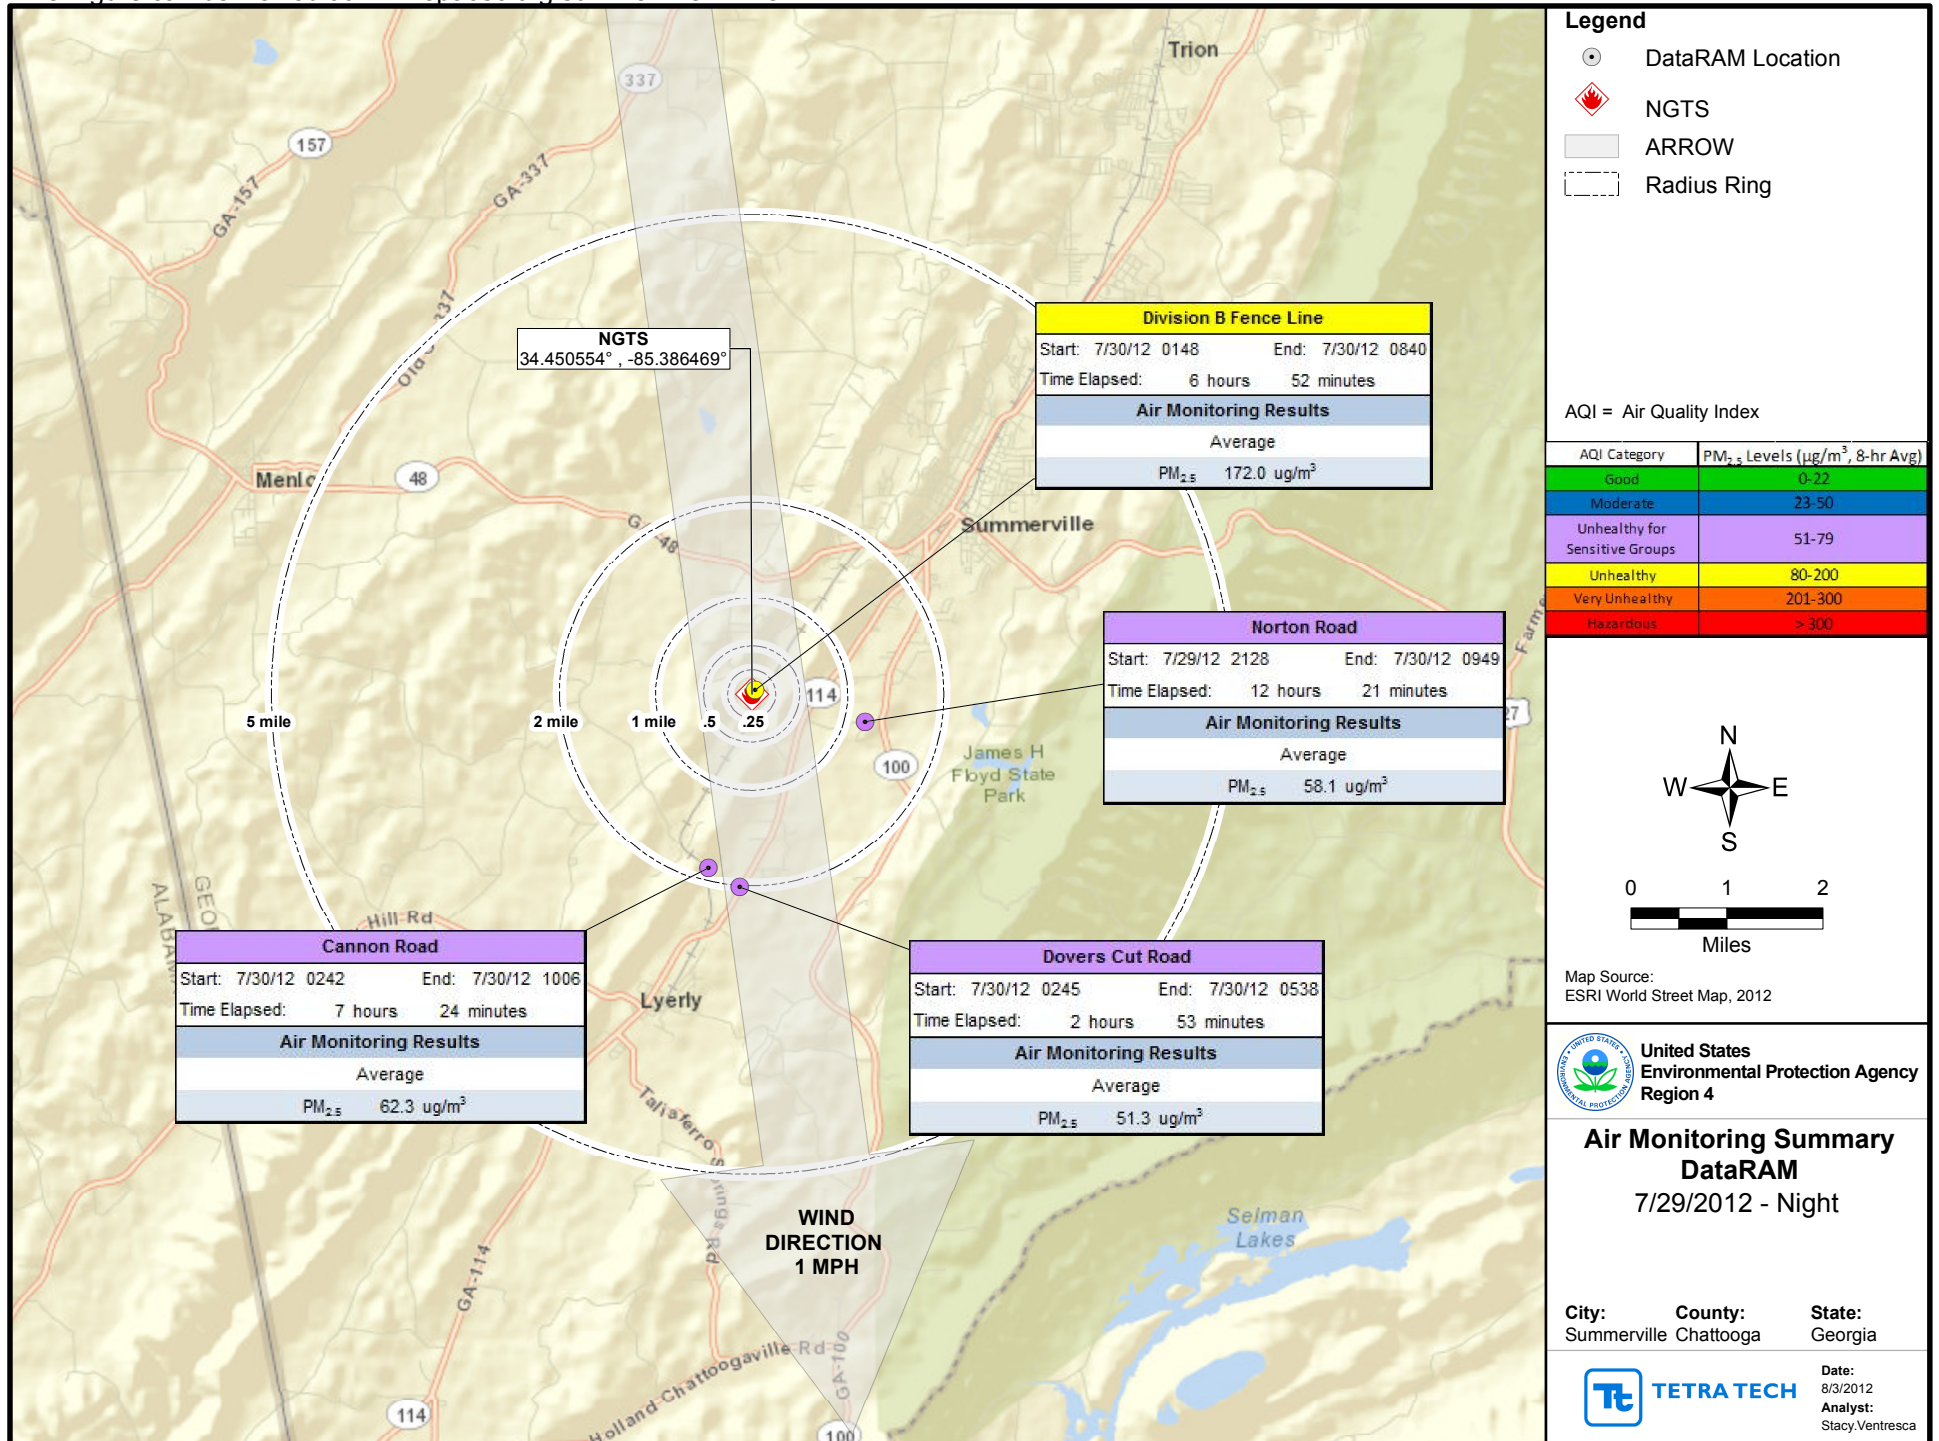 Trion
337
157
GA-157
GA-337
NGTS
34.450554° , -85.386469°
Division B Fence Line
Start: 7/30/12 0148 End: 7/30/12 0840
Time Elapsed: 6 hours 52 minutes
Air Monitoring Results
Average
PM2.5 172.0 ug/m³
Menlo
48
Summerville
Norton Road
Start: 7/29/12 2128 End: 7/30/12 0949
Time Elapsed: 12 hours 21 minutes
Air Monitoring Results
Average
PM2.5 58.1 ug/m³
114
5 mile
2 mile
1 mile
.5
.25
100
James H
Floyd State
Park
ALABAMA
Hill Rd
Cannon Road
Start: 7/30/12 0242 End: 7/30/12 1006
Time Elapsed: 7 hours 24 minutes
Air Monitoring Results
Average
PM2.5 62.3 ug/m³
Lyerly
Dovers Cut Road
Start: 7/30/12 0245 End: 7/30/12 0538
Time Elapsed: 2 hours 53 minutes
Air Monitoring Results
Average
PM2.5 51.3 ug/m³
Taliaferro Springs Rd
WIND
DIRECTION
1 MPH
Selman
Lakes
GA-114
GA-100
Holland-Chattoogaville Rd
114
100
Legend
DataRAM Location
NGTS
ARROW
Radius Ring
AQI = Air Quality Index
AQI Category PM2.5 Levels (µg/m³, 8-hr Avg)
Good 0-22
Moderate 23-50
Unhealthy for Sensitive Groups 51-79
Unhealthy 80-200
Very Unhealthy 201-300
Hazardous > 300
N
W E
S
0 1 2
Miles
Map Source:
ESRI World Street Map, 2012
UNITED STATES
ENVIRONMENTAL PROTECTION AGENCY
United States
Environmental Protection Agency
Region 4
Air Monitoring Summary
DataRAM
7/29/2012 - Night
City: County: State:
Summerville Chattooga Georgia
Tt TETRA TECH
Date:
8/3/2012
Analyst:
Stacy.Ventresca